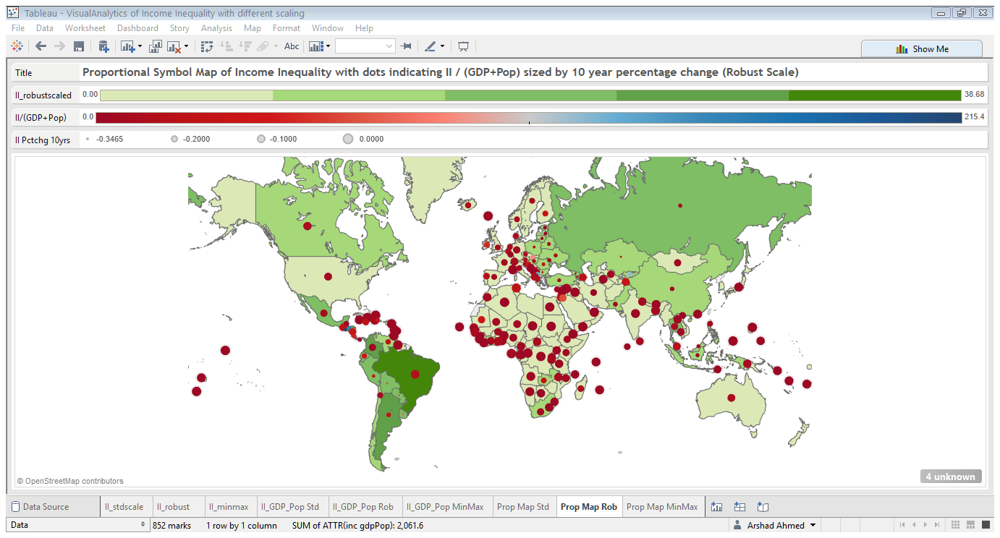 Tableau - VisualAnalytics of Income Inequality with different scaling
File Data Worksheet Dashboard Story Analysis Map Format Window Help
Abc
Show Me
Title Proportional Symbol Map of Income Inequality with dots indicating II / (GDP+Pop) sized by 10 year percentage change (Robust Scale)
II_robustscaled 0.00 38.68
II/(GDP+Pop) 0.0 215.4
II Pctchg 10yrs -0.3465 -0.2000 -0.1000 0.0000
© OpenStreetMap contributors
4 unknown
Data Source II_stdscale II_robust II_minmax II_GDP_Pop Std II_GDP_Pop Rob II_GDP_Pop MinMax Prop Map Std Prop Map Rob Prop Map MinMax
Data 852 marks 1 row by 1 column SUM of ATTR(inc gdpPop): 2,061.6 Arshad Ahmed